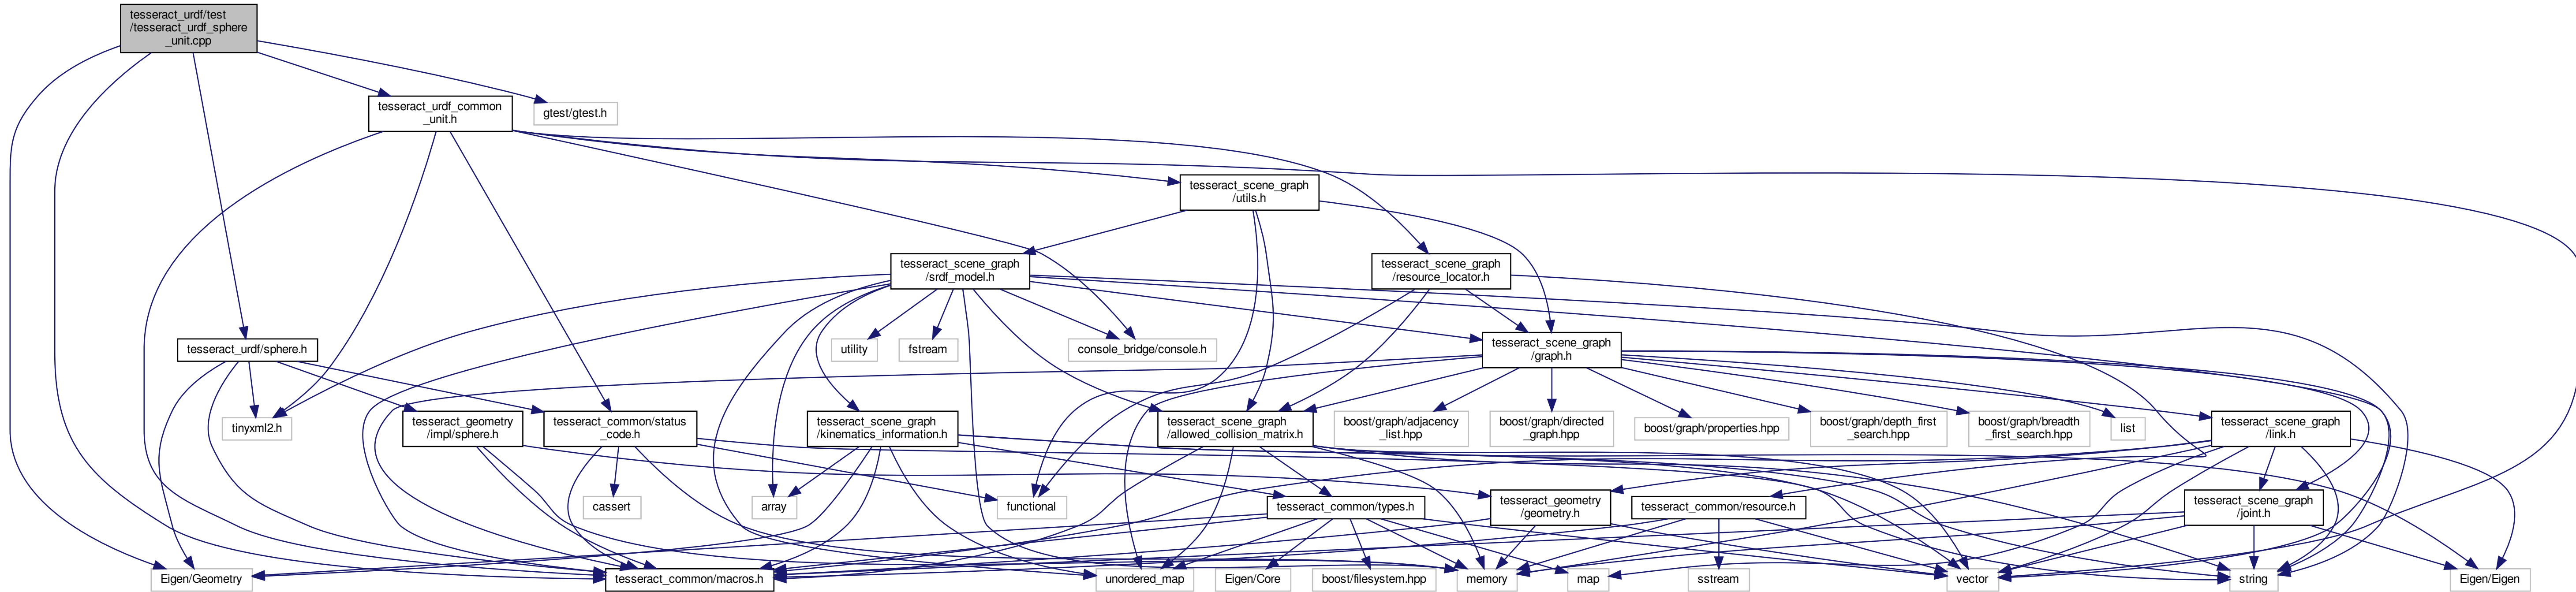 tesseract_urdf/test
/tesseract_urdf_sphere
_unit.cpp
tesseract_urdf_common
_unit.h
gtest/gtest.h
tesseract_scene_graph
/utils.h
tesseract_scene_graph
/srdf_model.h
tesseract_scene_graph
/resource_locator.h
tesseract_urdf/sphere.h
utility
fstream
console_bridge/console.h
tesseract_scene_graph
/graph.h
tinyxml2.h
tesseract_geometry
/impl/sphere.h
tesseract_common/status
_code.h
tesseract_scene_graph
/kinematics_information.h
tesseract_scene_graph
/allowed_collision_matrix.h
boost/graph/adjacency
_list.hpp
boost/graph/directed
_graph.hpp
boost/graph/properties.hpp
boost/graph/depth_first
_search.hpp
boost/graph/breadth
_first_search.hpp
list
tesseract_scene_graph
/link.h
cassert
array
functional
tesseract_common/types.h
tesseract_geometry
/geometry.h
tesseract_common/resource.h
tesseract_scene_graph
/joint.h
Eigen/Geometry
tesseract_common/macros.h
unordered_map
Eigen/Core
boost/filesystem.hpp
memory
map
sstream
vector
string
Eigen/Eigen